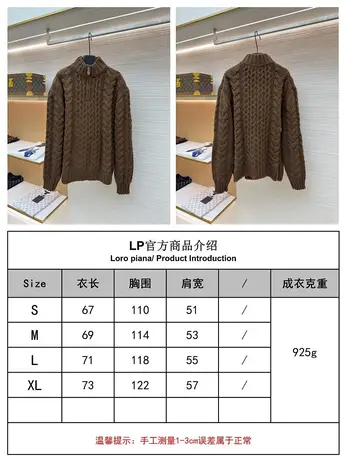 LP官方商品介绍
Loro piana/ Product Introduction
Size 衣长 胸围 肩宽 / 成衣克重
S 67 110 51 /
M 69 114 53 /
L 71 118 55 /
XL 73 122 57 /
925g
温馨提示: 手工测量1-3cm误差属于正常